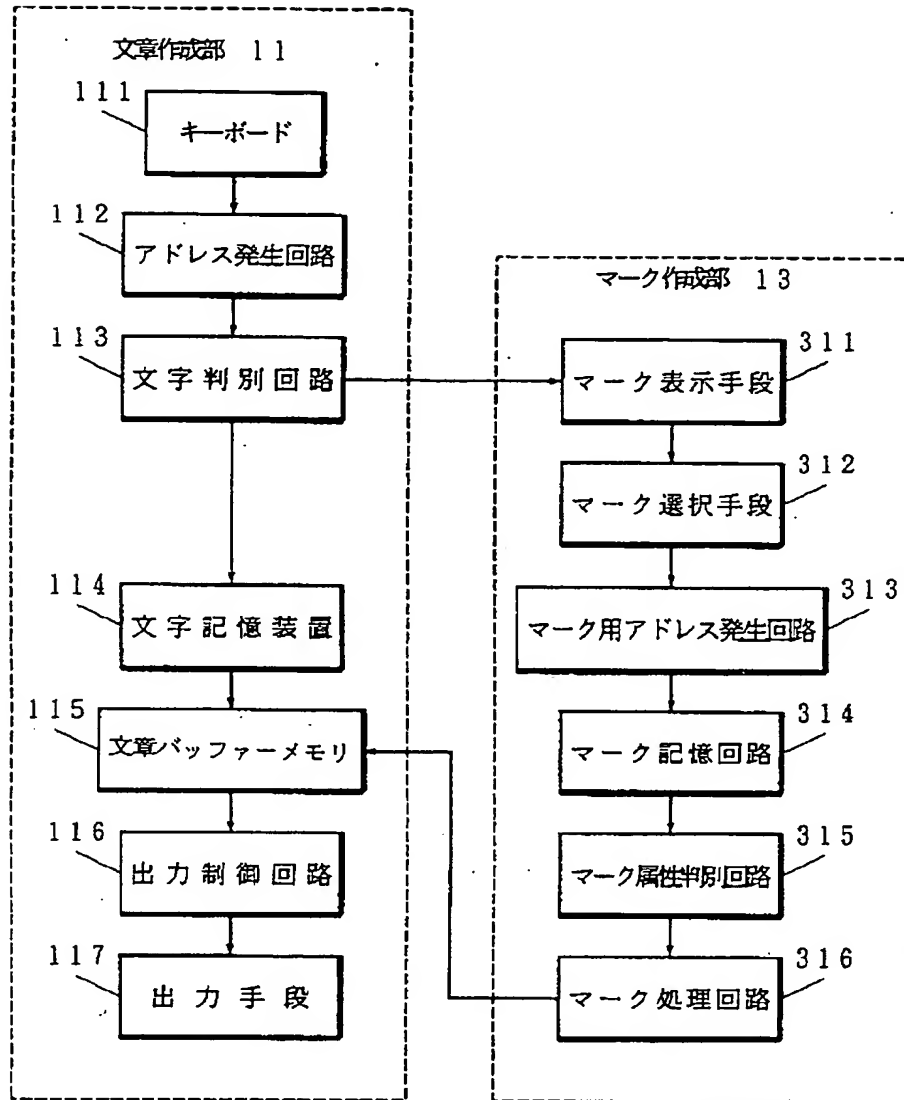 文章作成部 11
111
キーボード
112
アドレス発生回路
113
文字判別回路
114
文字記憶装置
115
文章バッファーメモリ
116
出力制御回路
117
出力手段
マーク作成部 13
311
マーク表示手段
312
マーク選択手段
313
マーク用アドレス発生回路
314
マーク記憶回路
315
マーク属性判別回路
316
マーク処理回路